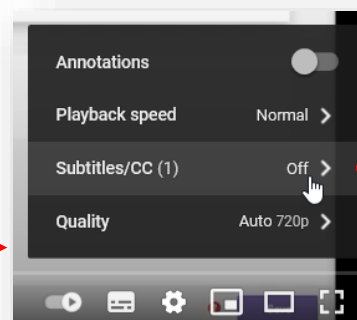 Annotations
Playback speed Normal
Subtitles/CC (1) Off
Quality Auto 720p